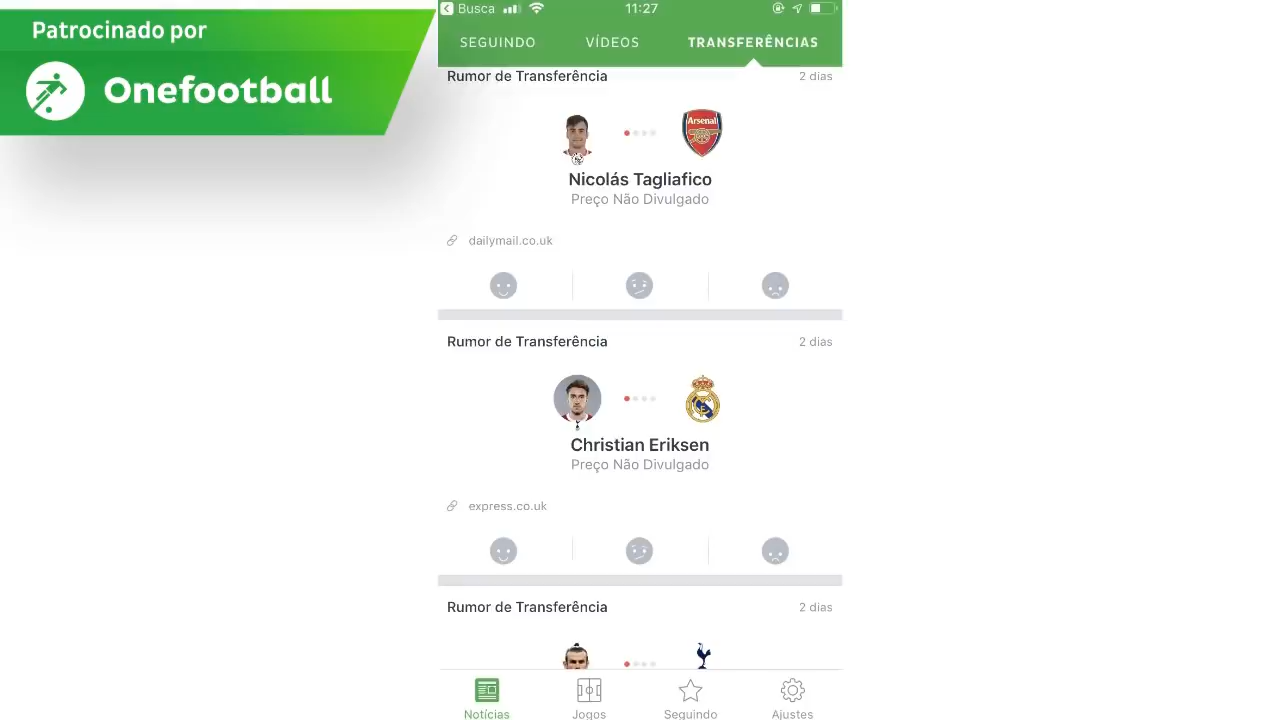 Patrocinado por
Onefootball
Busca 11:27
SEGUINDO VÍDEOS TRANSFERÊNCIAS
Rumor de Transferência 2 dias
Arsenal
Nicolás Tagliafico
Preço Não Divulgado
dailymail.co.uk
Rumor de Transferência 2 dias
Christian Eriksen
Preço Não Divulgado
express.co.uk
Rumor de Transferência 2 dias
Notícias Jogos Seguindo Ajustes